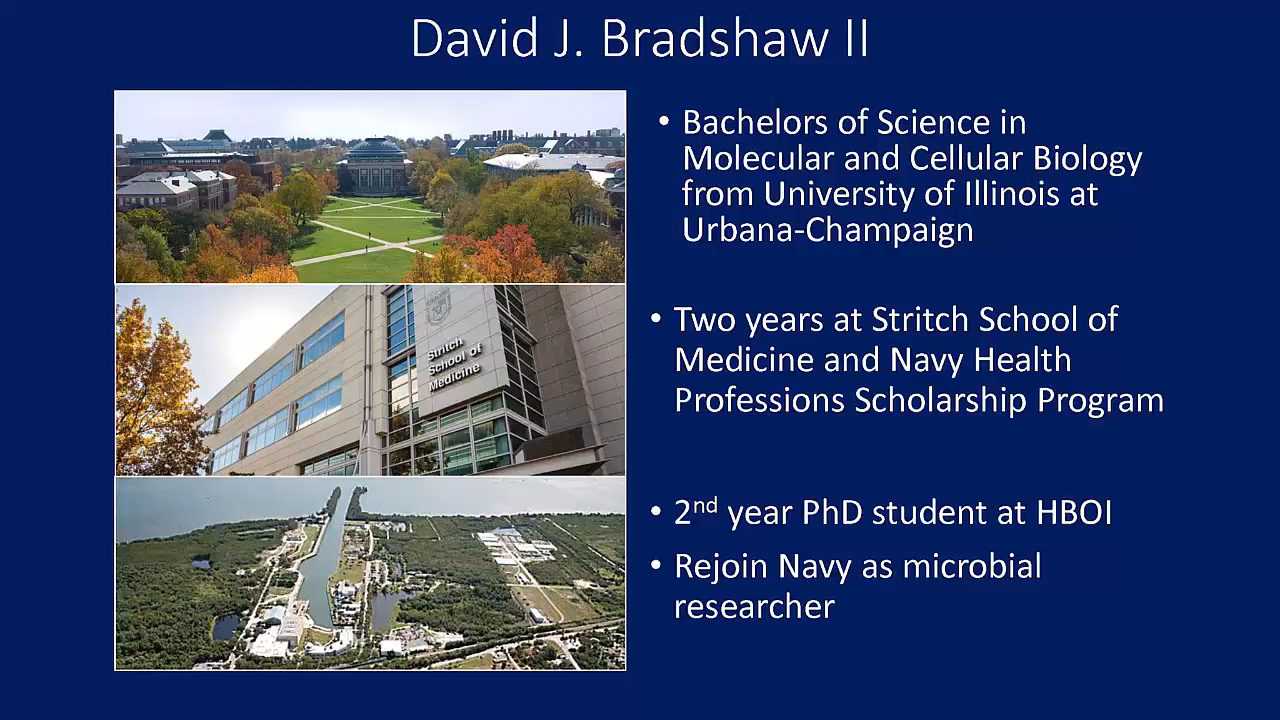 David J. Bradshaw II
• Bachelors of Science in
Molecular and Cellular Biology
from University of Illinois at
Urbana-Champaign
Stritch
School of
Medicine
• Two years at Stritch School of
Medicine and Navy Health
Professions Scholarship Program
• 2nd year PhD student at HBOI
• Rejoin Navy as microbial
researcher